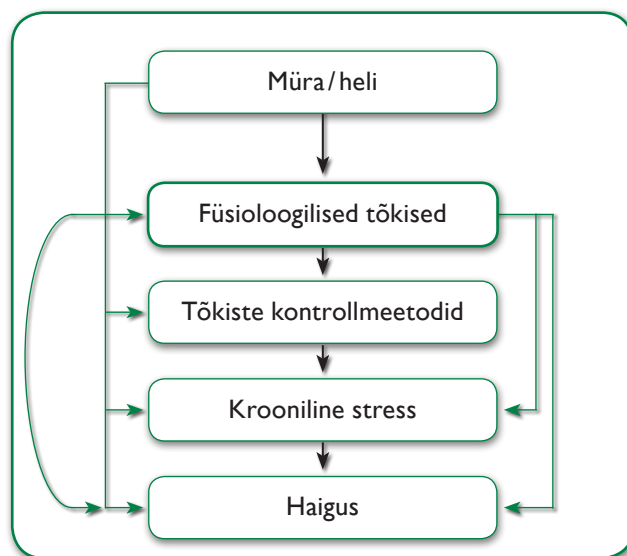 Müra/heli
Füsioloogilised tõkised
Tõkiste kontrollmeetodid
Krooniline stress
Haigus